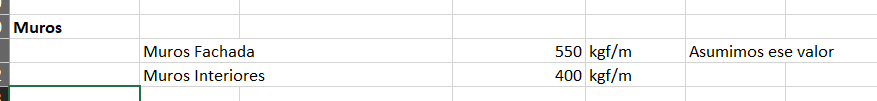 Muros
Muros Fachada 550 kgf/m Asumimos ese valor
Muros Interiores 400 kgf/m